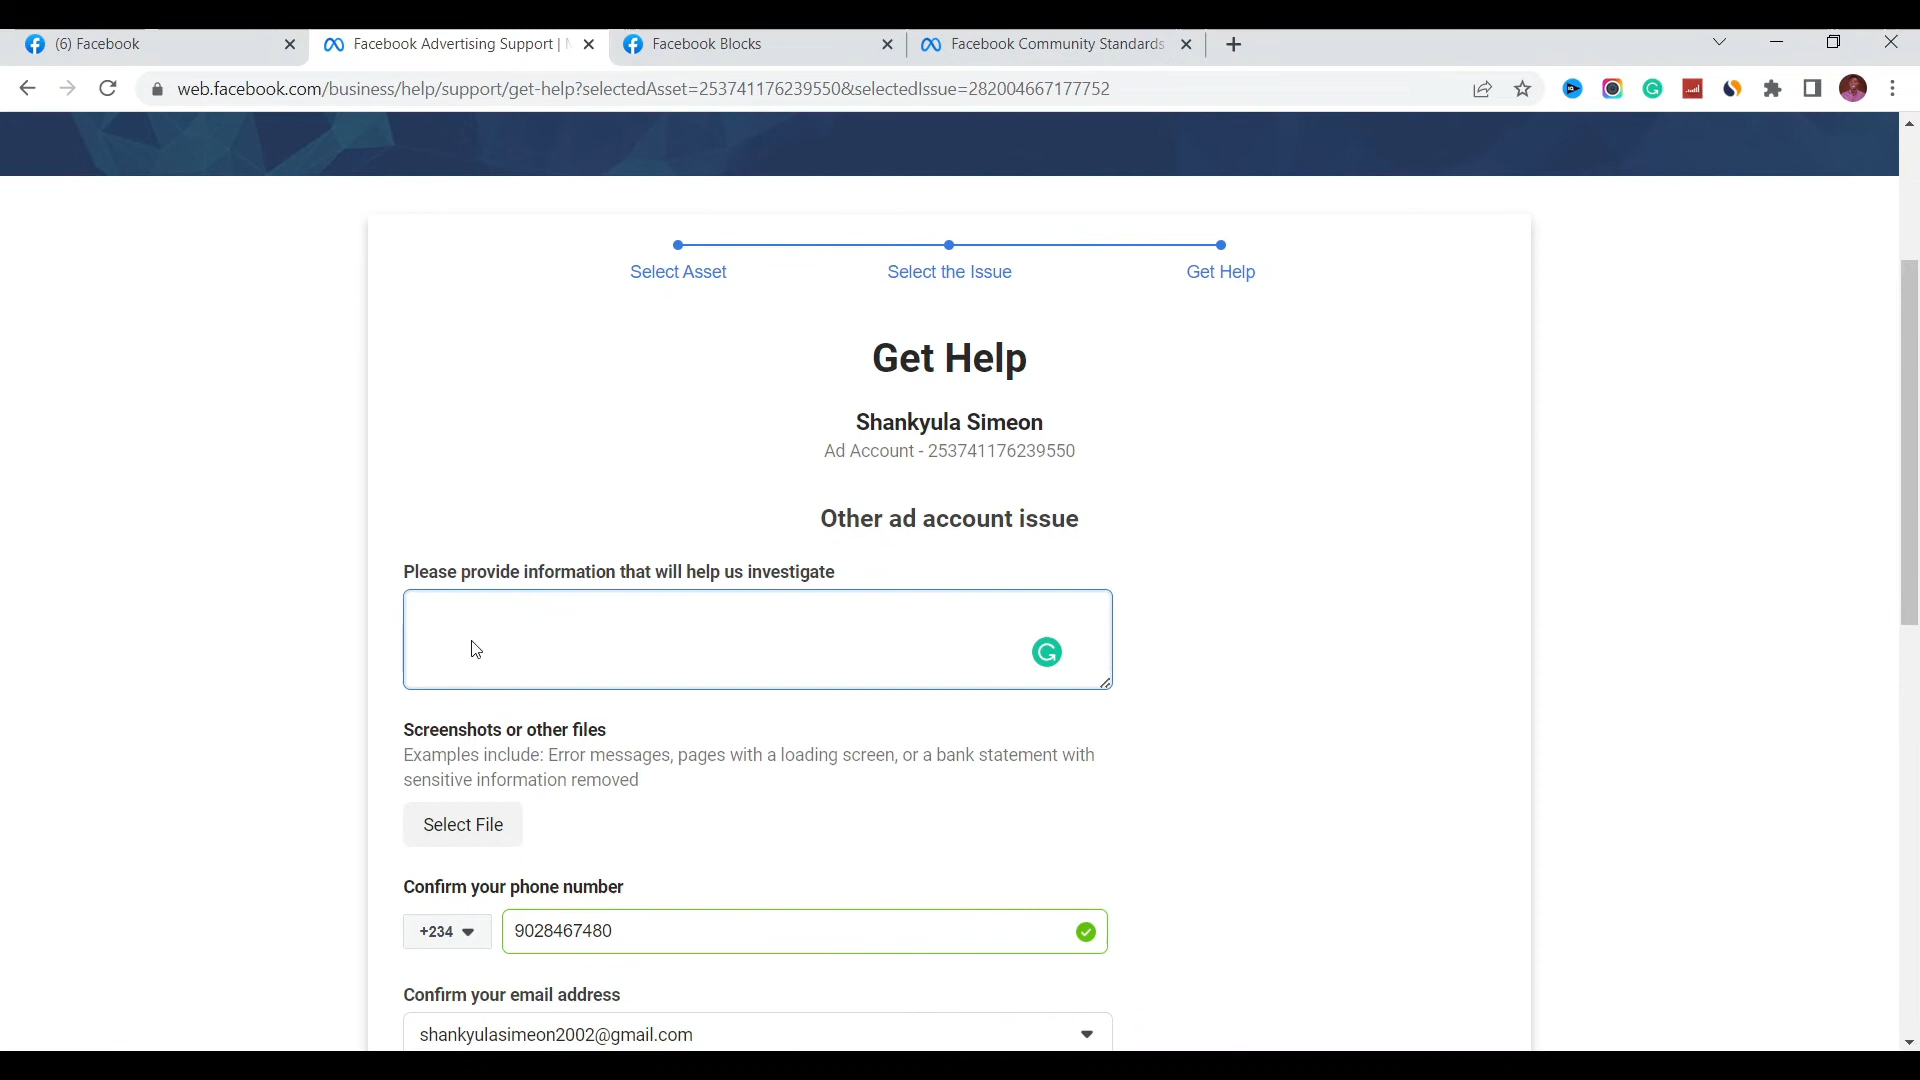 (6) Facebook
Facebook Advertising Support |
Facebook Blocks
Facebook Community Standards
web.facebook.com/business/help/support/get-help?selectedAsset=253741176239550&selectedIssue=282004667177752
Select Asset
Select the Issue
Get Help
Get Help
Shankyula Simeon
Ad Account - 253741176239550
Other ad account issue
Please provide information that will help us investigate
Screenshots or other files
Examples include: Error messages, pages with a loading screen, or a bank statement with
sensitive information removed
Select File
Confirm your phone number
+234
9028467480
Confirm your email address
shankyulasimeon2002@gmail.com